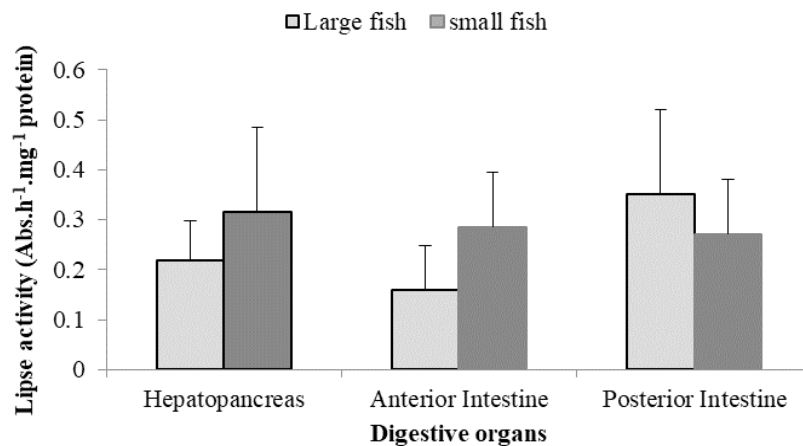 Large fish small fish
Lipse activity (Abs.h⁻¹.mg⁻¹ protein)
0.6
0.5
0.4
0.3
0.2
0.1
0
Hepatopancreas Anterior Intestine Posterior Intestine
Digestive organs